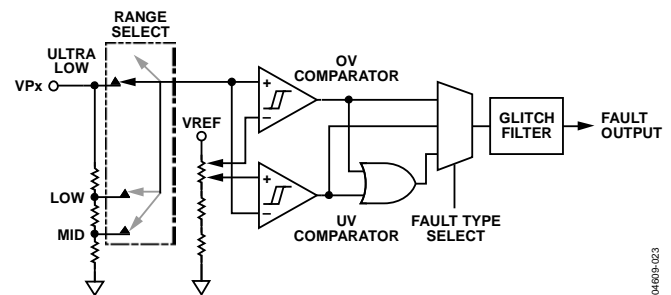 RANGE
SELECT
ULTRA
LOW
VPx
LOW
MID
VREF
+
−
OV
COMPARATOR
+
−
UV
COMPARATOR
FAULT TYPE
SELECT
GLITCH
FILTER
FAULT
OUTPUT
04609-023